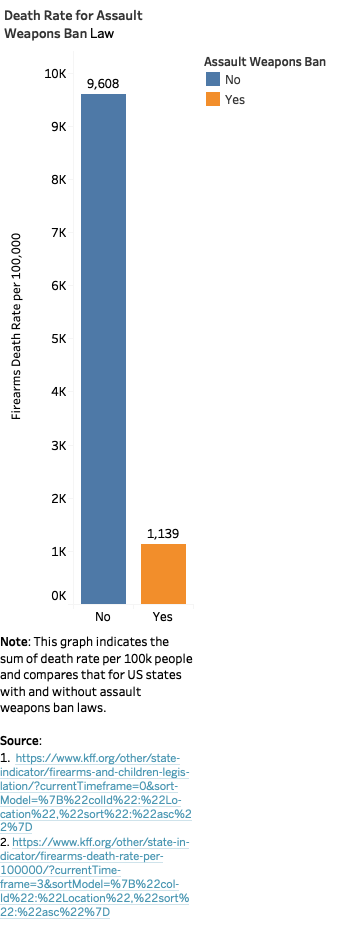 Death Rate for Assault
Weapons Ban Law
Assault Weapons Ban
No
Yes
Firearms Death Rate per 100,000
10K
9K
8K
7K
6K
5K
4K
3K
2K
1K
0K
9,608
1,139
No
Yes
Note: This graph indicates the
sum of death rate per 100k people
and compares that for US states
with and without assault
weapons ban laws.
Source:
1. https://www.kff.org/other/state-
indicator/firearms-and-children-legis-
lation/?currentTimeframe=0&sort-
Model=%7B%22colId%22:%22Lo-
cation%22,%22sort%22:%22asc%2
2%7D
2. https://www.kff.org/other/state-in-
dicator/firearms-death-rate-per-
100000/?currentTime-
frame=3&sortModel=%7B%22col-
Id%22:%22Location%22,%22sort%
22:%22asc%22%7D